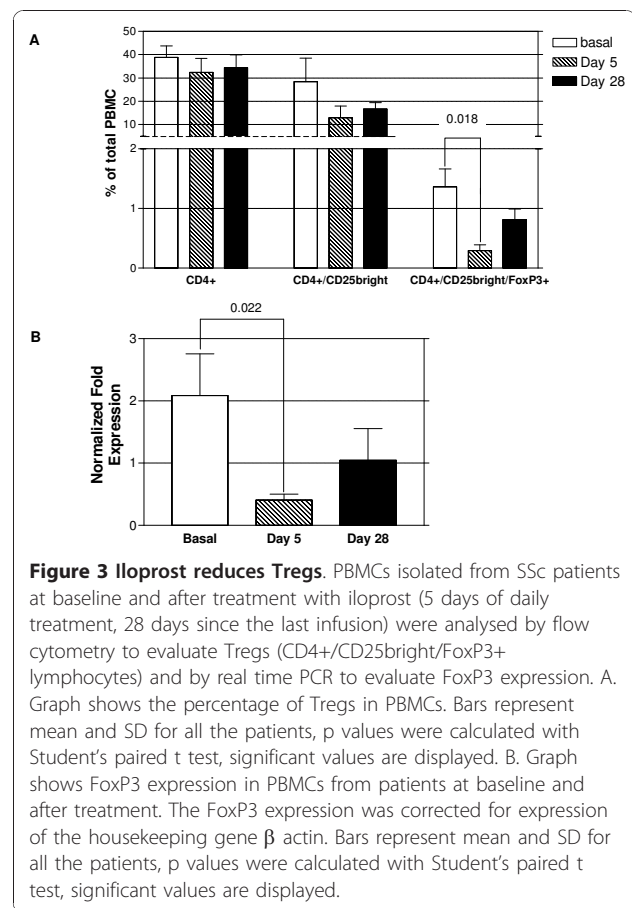 A
% of total PBMC
50
40
30
20
10
2
1
0
basal
Day 5
Day 28
0.018
CD4+
CD4+/CD25bright
CD4+/CD25bright/FoxP3+
B
Normalized Fold
Expression
3
2
1
0
0.022
Basal
Day 5
Day 28
Figure 3 Iloprost reduces Tregs. PBMCs isolated from SSc patients
at baseline and after treatment with iloprost (5 days of daily
treatment, 28 days since the last infusion) were analysed by flow
cytometry to evaluate Tregs (CD4+/CD25bright/FoxP3+
lymphocytes) and by real time PCR to evaluate FoxP3 expression. A.
Graph shows the percentage of Tregs in PBMCs. Bars represent
mean and SD for all the patients, p values were calculated with
Student's paired t test, significant values are displayed. B. Graph
shows FoxP3 expression in PBMCs from patients at baseline and
after treatment. The FoxP3 expression was corrected for expression
of the housekeeping gene β actin. Bars represent mean and SD for
all the patients, p values were calculated with Student's paired t
test, significant values are displayed.